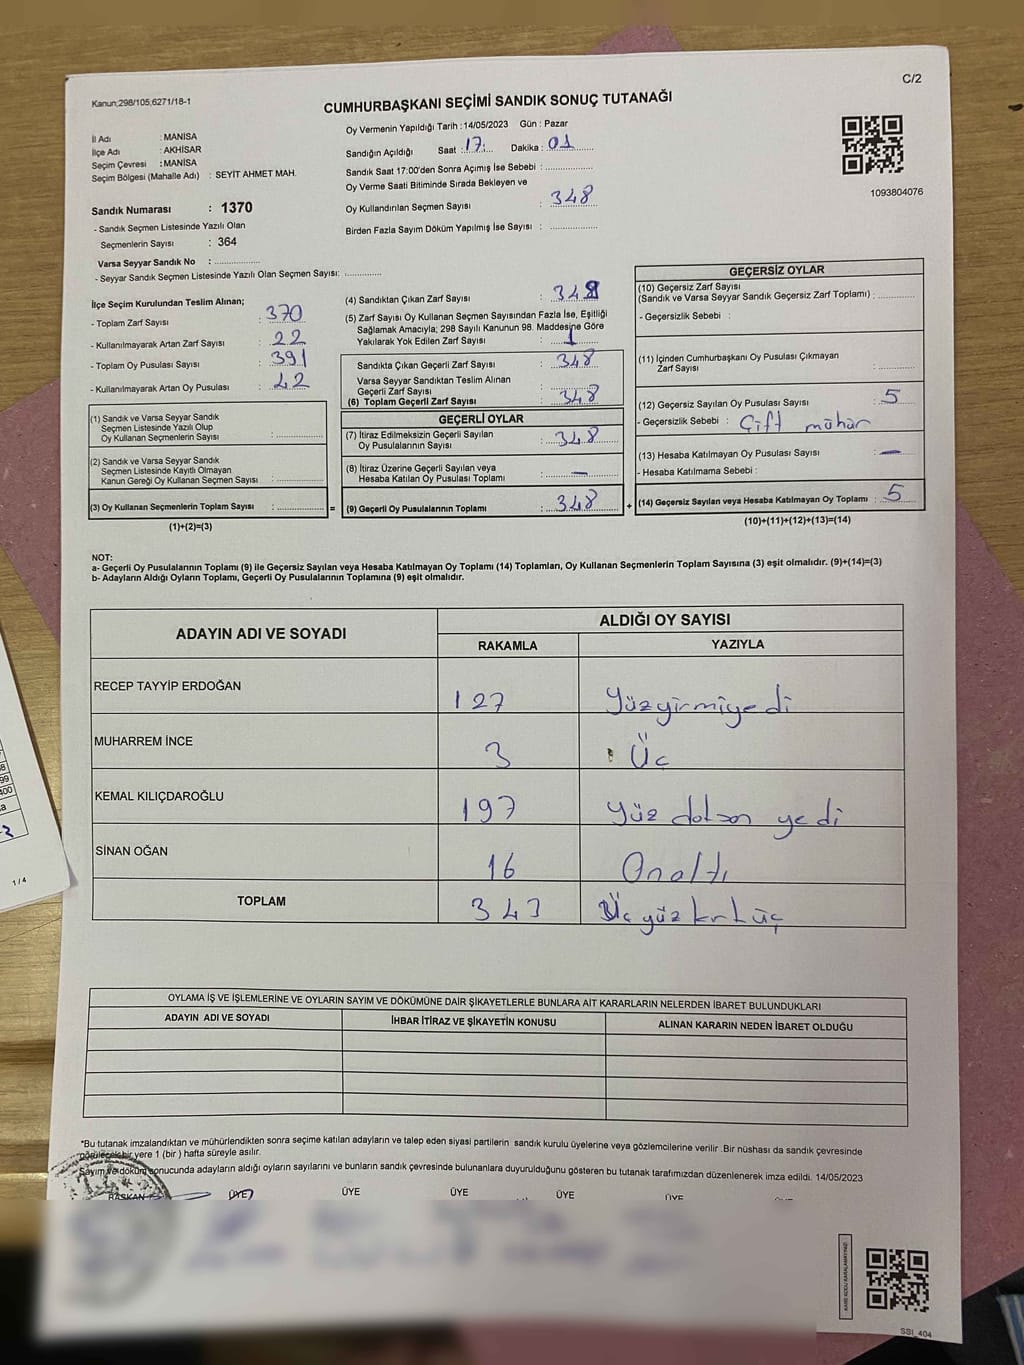 C/2
Kanun;298/105;6271/18-1
CUMHURBAŞKANI SEÇİMİ SANDIK SONUÇ TUTANAĞI
İl Adı : MANİSA
İlçe Adı : AKHİSAR
Seçim Çevresi : MANİSA
Seçim Bölgesi (Mahalle Adı) : SEYİT AHMET MAH.
Oy Vermenin Yapıldığı Tarih : 14/05/2023 Gün : Pazar
Sandığın Açıldığı Saat : 17: Dakika : 01
Sandık Saat 17:00'den Sonra Açımış İse Sebebi :
Oy Verme Saati Bitiminde Sırada Bekleyen ve
Oy Kullandırılan Seçmen Sayısı : 348
Birden Fazla Sayım Döküm Yapılmış İse Sayısı :
1093804076
Sandık Numarası : 1370
- Sandık Seçmen Listesinde Yazılı Olan
Seçmenlerin Sayısı : 364
Varsa Seyyar Sandık No :
- Seyyar Sandık Seçmen Listesinde Yazılı Olan Seçmen Sayısı:
İlçe Seçim Kurulundan Teslim Alınan;
- Toplam Zarf Sayısı : 370
- Kullanılmayarak Artan Zarf Sayısı : 22
- Toplam Oy Pusulası Sayısı : 391
- Kullanılmayarak Artan Oy Pusulası : 42
(1) Sandık ve Varsa Seyyar Sandık
Seçmen Listesinde Yazılı Olup
Oy Kullanan Seçmenlerin Sayısı :
(2) Sandık ve Varsa Seyyar Sandık
Seçmen Listesinde Kayıtlı Olmayan
Kanun Gereği Oy Kullanan Seçmen Sayısı :
(3) Oy Kullanan Seçmenlerin Toplam Sayısı : =
(1)+(2)=(3)
(4) Sandıktan Çıkan Zarf Sayısı : 348
(5) Zarf Sayısı Oy Kullanan Seçmen Sayısından Fazla İse, Eşitliği
Sağlamak Amacıyla; 298 Sayılı Kanunun 98. Maddesine Göre
Yakılarak Yok Edilen Zarf Sayısı : 1
Sandıkta Çıkan Geçerli Zarf Sayısı : 348
Varsa Seyyar Sandıktan Teslim Alınan
Geçerli Zarf Sayısı
(6) Toplam Geçerli Zarf Sayısı : 348
GEÇERLİ OYLAR
(7) İtiraz Edilmeksizin Geçerli Sayılan
Oy Pusulalarının Sayısı : 348
(8) İtiraz Üzerine Geçerli Sayılan veya
Hesaba Katılan Oy Pusulası Toplamı : —
(9) Geçerli Oy Pusulalarının Toplamı : 348 +
GEÇERSİZ OYLAR
(10) Geçersiz Zarf Sayısı
(Sandık ve Varsa Seyyar Sandık Geçersiz Zarf Toplamı) :
- Geçersizlik Sebebi :
(11) İçinden Cumhurbaşkanı Oy Pusulası Çıkmayan
Zarf Sayısı :
(12) Geçersiz Sayılan Oy Pusulası Sayısı : 5
- Geçersizlik Sebebi : Çift mühür
(13) Hesaba Katılmayan Oy Pusulası Sayısı : —
- Hesaba Katılmama Sebebi :
(14) Geçersiz Sayılan veya Hesaba Katılmayan Oy Toplamı : 5
(10)+(11)+(12)+(13)=(14)
NOT:
a- Geçerli Oy Pusulalarının Toplamı (9) ile Geçersiz Sayılan veya Hesaba Katılmayan Oy Toplamı (14) Toplamları, Oy Kullanan Seçmenlerin Toplam Sayısına (3) eşit olmalıdır. (9)+(14)=(3)
b- Adayların Aldığı Oyların Toplamı, Geçerli Oy Pusulalarının Toplamına (9) eşit olmalıdır.
ADAYIN ADI VE SOYADI
ALDIĞI OY SAYISI
RAKAMLA YAZIYLA
RECEP TAYYİP ERDOĞAN 127 Yüzyirmiyedi
MUHARREM İNCE 3 Üç
KEMAL KILIÇDAROĞLU 197 yüz doksan yedi
SİNAN OĞAN 16 Onaltı
TOPLAM 343 Üçyüz kırküç
OYLAMA İŞ VE İŞLEMLERİNE VE OYLARIN SAYIM VE DÖKÜMÜNE DAİR ŞİKAYETLERLE BUNLARA AİT KARARLARIN NELERDEN İBARET BULUNDUKLARI
ADAYIN ADI VE SOYADI İHBAR İTİRAZ VE ŞİKAYETİN KONUSU ALINAN KARARIN NEDEN İBARET OLDUĞU
*Bu tutanak imzalandıktan ve mühürlendikten sonra seçime katılan adayların ve talep eden siyasi partilerin sandık kurulu üyelerine veya gözlemcilerine verilir .Bir nüshası da sandık çevresinde
görülecek bir yere 1 (bir ) hafta süreyle asılır.
Sayım ve döküm sonucunda adayların aldığı oyların sayılarını ve bunların sandık çevresinde bulunanlara duyurulduğunu gösteren bu tutanak tarafımızdan düzenlenerek imza edildi. 14/05/2023
BAŞKAN ÜYE ÜYE ÜYE ÜYE ÜYE
SSİ_404
99
400
1/4